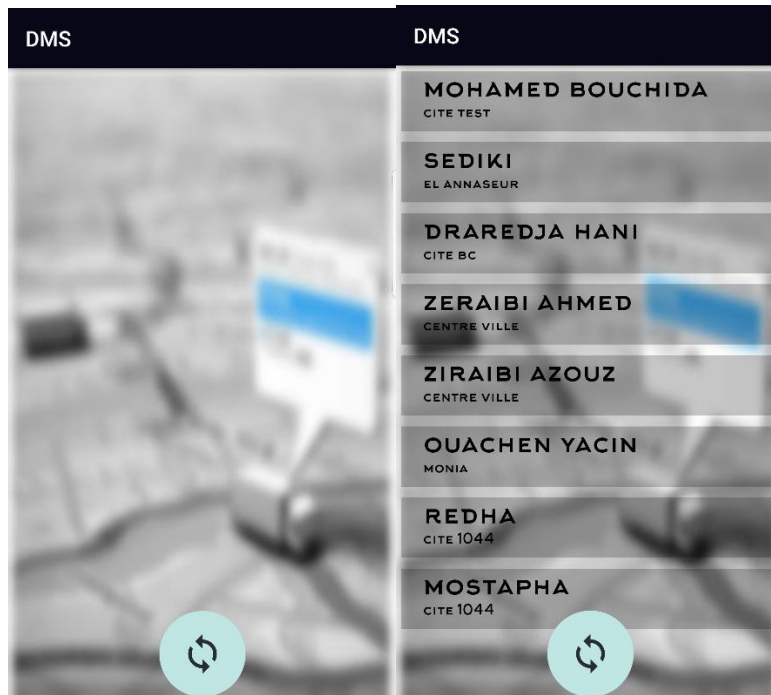 DMS
DMS
MOHAMED BOUCHIDA
CITE TEST
SEDIKI
EL ANNASEUR
DRAREDJA HANI
CITE BC
ZERAIBI AHMED
CENTRE VILLE
ZIRAIBI AZOUZ
CENTRE VILLE
OUACHEN YACIN
MONIA
REDHA
CITE 1044
MOSTAPHA
CITE 1044